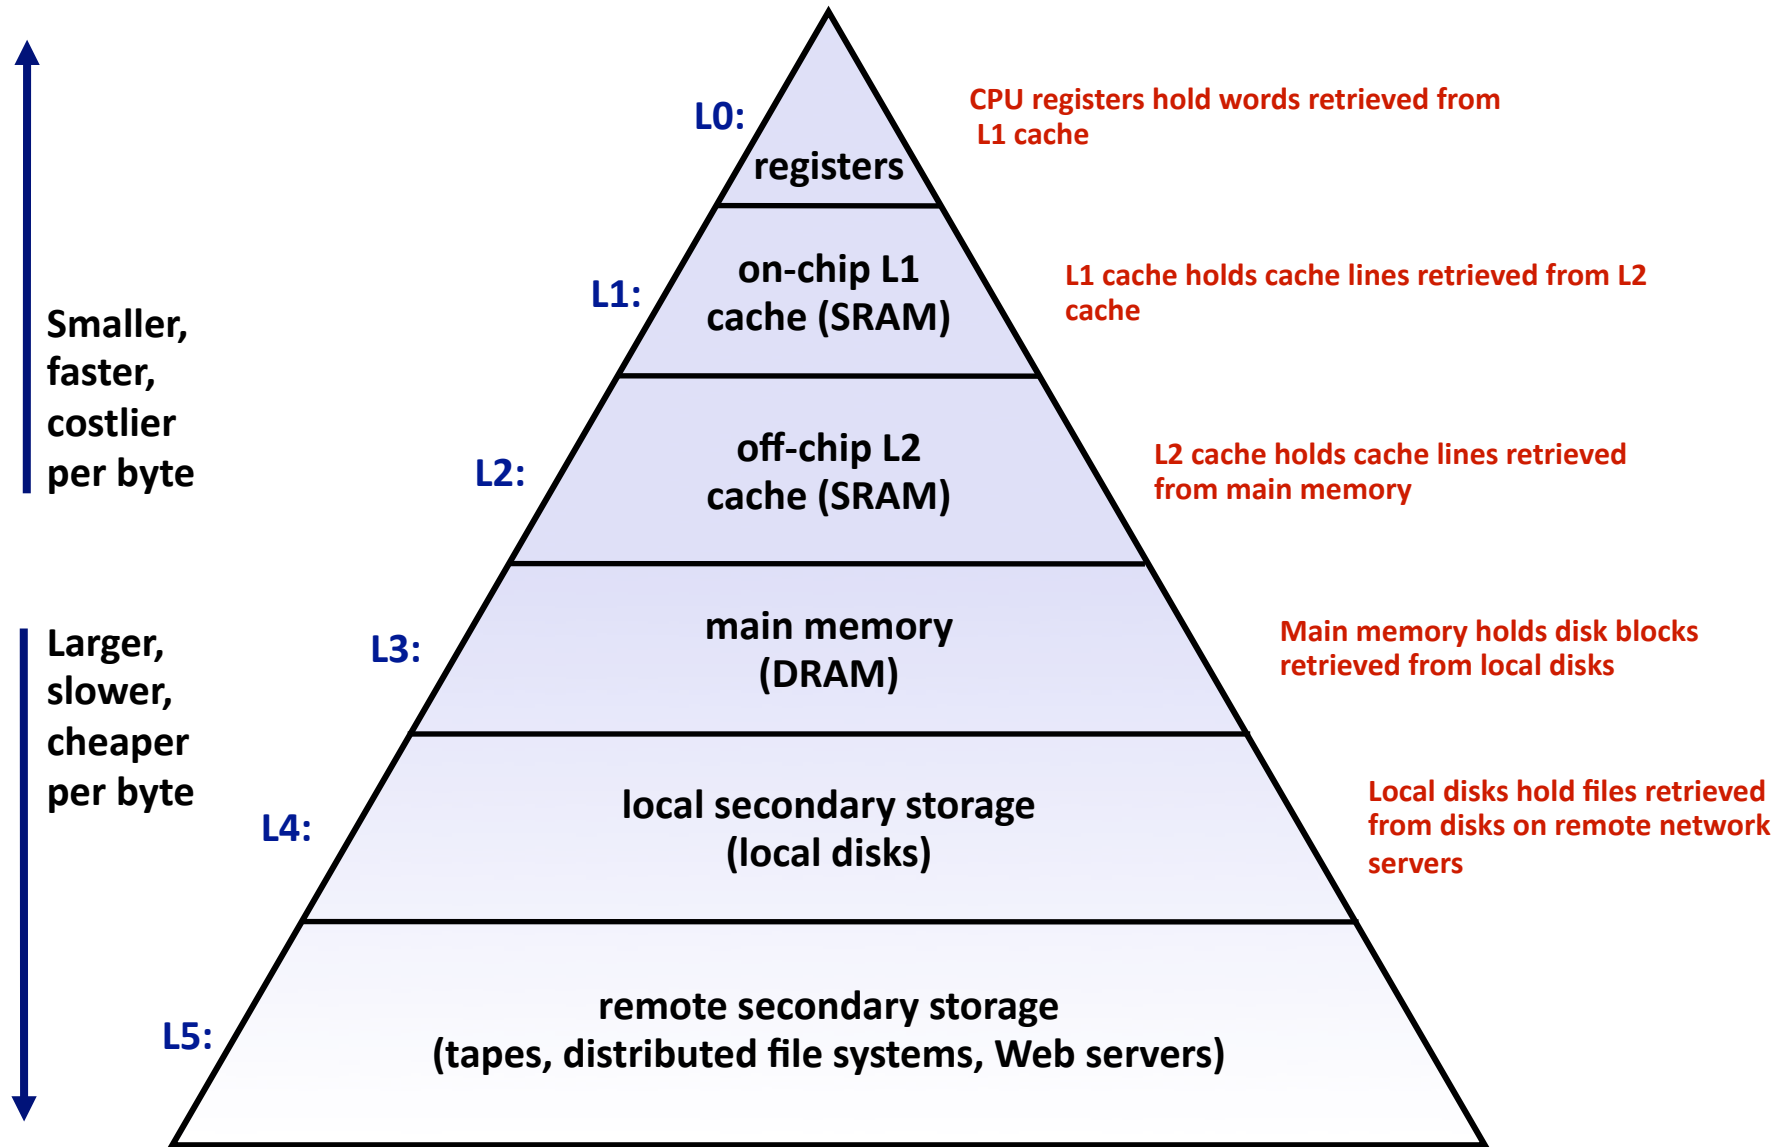 L0:
registers
CPU registers hold words retrieved from
L1 cache
L1:
on-chip L1
cache (SRAM)
L1 cache holds cache lines retrieved from L2
cache
Smaller,
faster,
costlier
per byte
L2:
off-chip L2
cache (SRAM)
L2 cache holds cache lines retrieved
from main memory
Larger,
slower,
cheaper
per byte
L3:
main memory
(DRAM)
Main memory holds disk blocks
retrieved from local disks
L4:
local secondary storage
(local disks)
Local disks hold files retrieved
from disks on remote network
servers
L5:
remote secondary storage
(tapes, distributed file systems, Web servers)